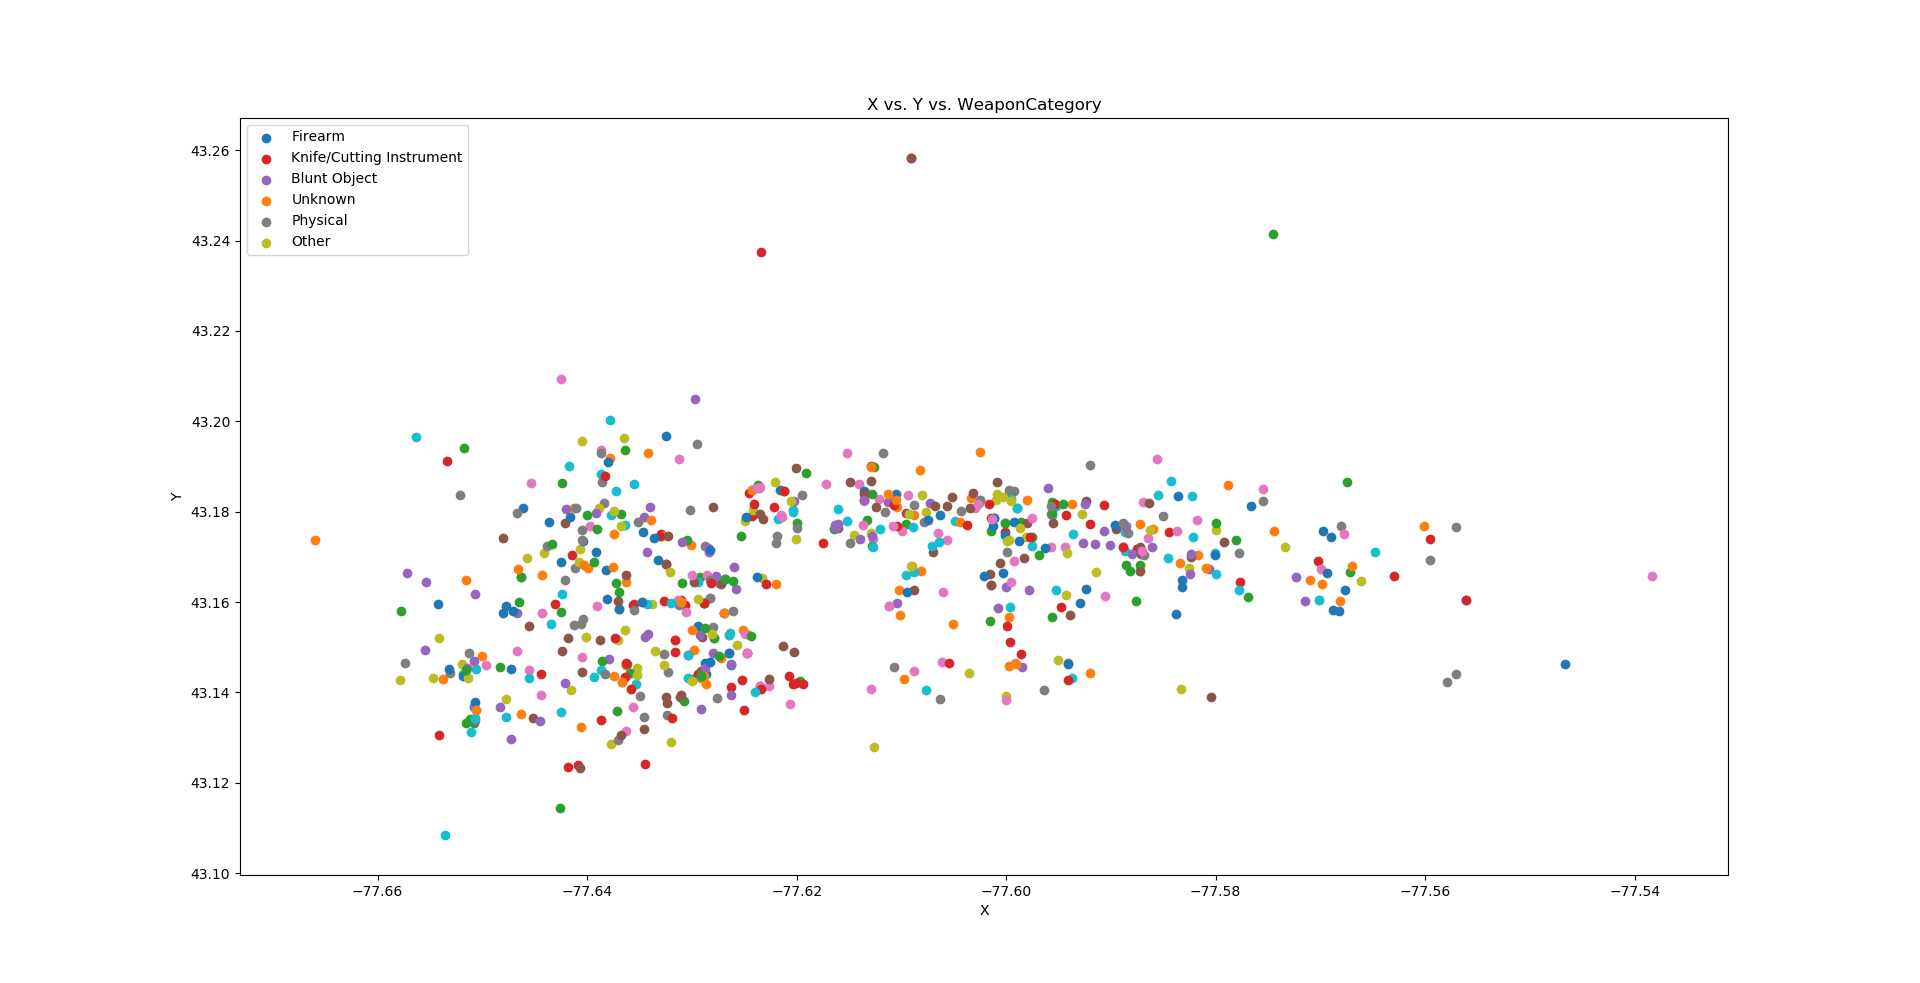 X vs. Y vs. WeaponCategory
Firearm
Knife/Cutting Instrument
Blunt Object
Unknown
Physical
Other
43.26
43.24
43.22
43.20
43.18
43.16
43.14
43.12
43.10
Y
−77.66
−77.64
−77.62
−77.60
−77.58
−77.56
−77.54
X